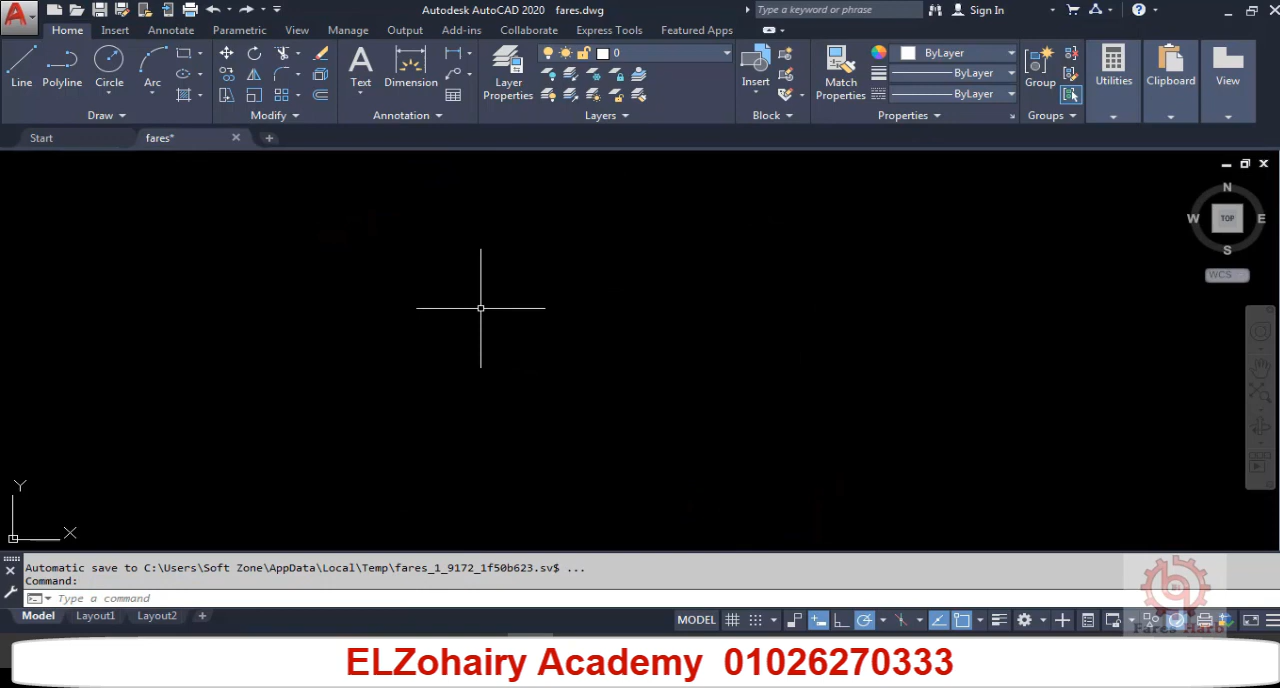 Autodesk AutoCAD 2020 fares.dwg
Type a keyword or phrase
Sign In
Home Insert Annotate Parametric View Manage Output Add-ins Collaborate Express Tools Featured Apps
0
ByLayer
Line Polyline Circle Arc
Text Dimension
Layer Properties
Insert
Match Properties
ByLayer
ByLayer
Group
Utilities
Clipboard
View
Draw Modify Annotation Layers Block Properties Groups
Start fares*
N
W TOP E
S
WCS
Y
X
Automatic save to C:\Users\Soft Zone\AppData\Local\Temp\fares_1_9172_1f50b623.sv$ ...
Command:
Type a command
Model Layout1 Layout2
MODEL
Fares Harb
ELZohairy Academy 01026270333